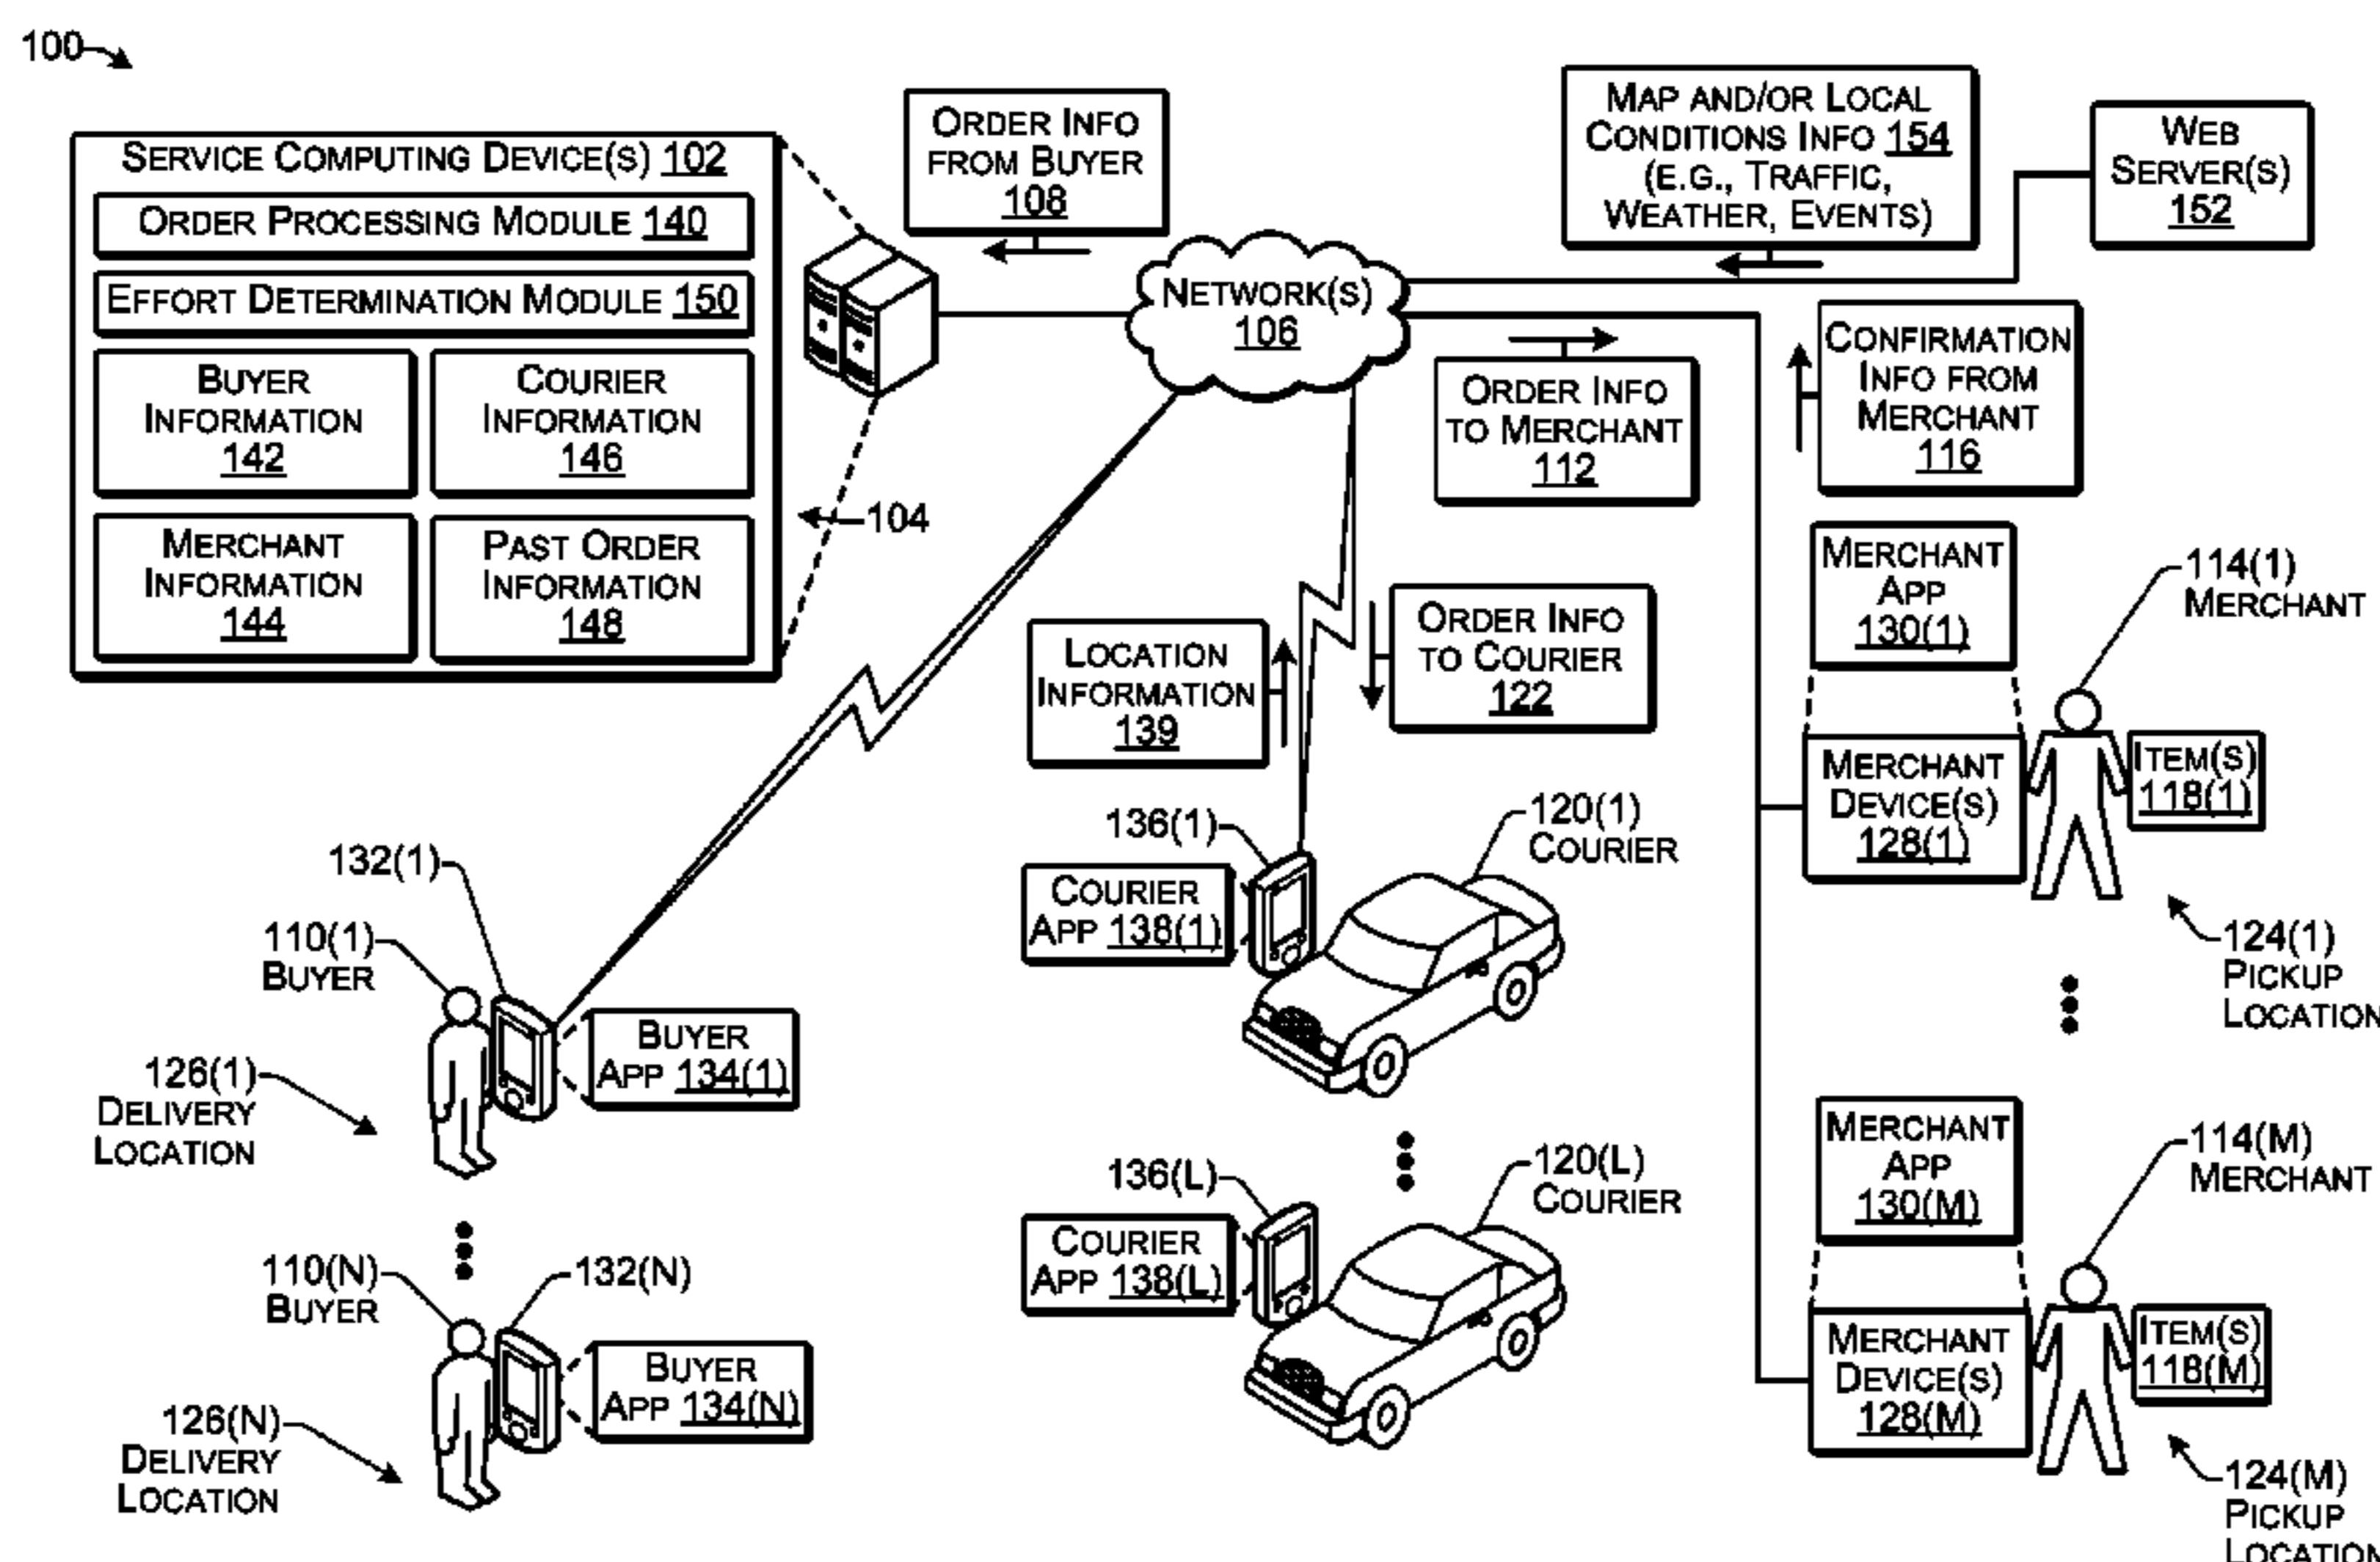 100
SERVICE COMPUTING DEVICE(S) 102
ORDER PROCESSING MODULE 140
EFFORT DETERMINATION MODULE 150
BUYER
INFORMATION
142
COURIER
INFORMATION
146
MERCHANT
INFORMATION
144
PAST ORDER
INFORMATION
148
104
ORDER INFO
FROM BUYER
108
NETWORK(S)
106
MAP AND/OR LOCAL
CONDITIONS INFO 154
(E.G., TRAFFIC,
WEATHER, EVENTS)
WEB
SERVER(S)
152
ORDER INFO
TO MERCHANT
112
CONFIRMATION
INFO FROM
MERCHANT
116
LOCATION
INFORMATION
139
ORDER INFO
TO COURIER
122
MERCHANT
APP
130(1)
114(1)
MERCHANT
MERCHANT
DEVICE(S)
128(1)
ITEM(S)
118(1)
124(1)
PICKUP
LOCATION
132(1)
110(1)
BUYER
BUYER
APP 134(1)
126(1)
DELIVERY
LOCATION
136(1)
COURIER
APP 138(1)
120(1)
COURIER
110(N)
BUYER
132(N)
BUYER
APP 134(N)
126(N)
DELIVERY
LOCATION
136(L)
COURIER
APP 138(L)
120(L)
COURIER
MERCHANT
APP
130(M)
114(M)
MERCHANT
MERCHANT
DEVICE(S)
128(M)
ITEM(S)
118(M)
124(M)
PICKUP
LOCATION